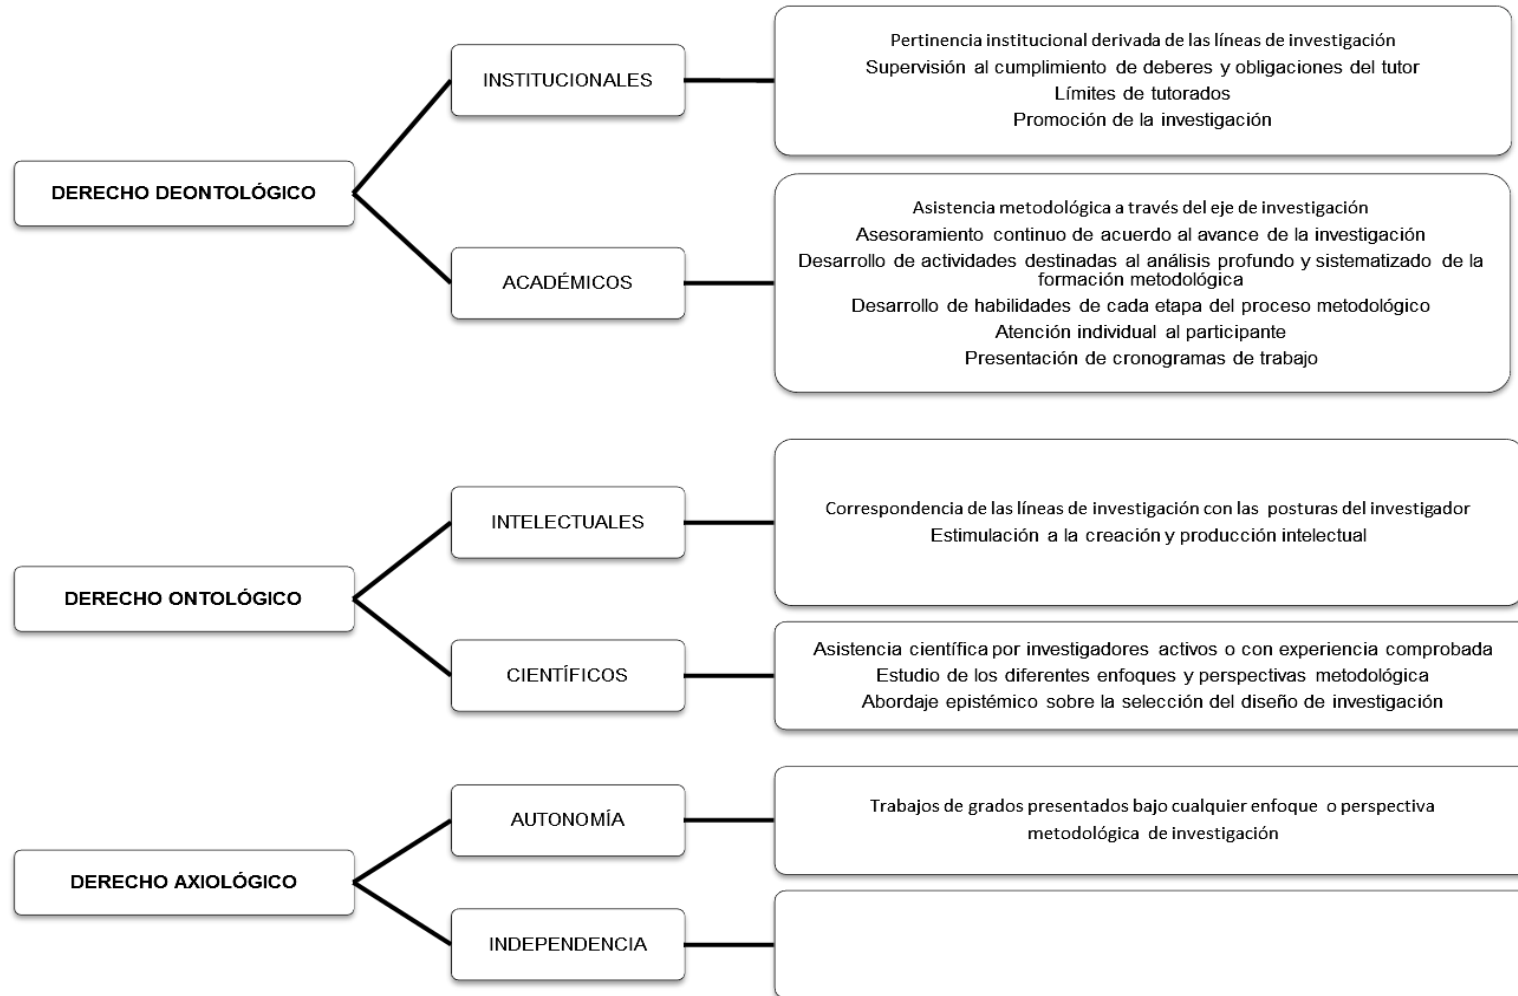 DERECHO DEONTOLÓGICO
INSTITUCIONALES
Pertinencia institucional derivada de las líneas de investigación
Supervisión al cumplimiento de deberes y obligaciones del tutor
Límites de tutorados
Promoción de la investigación
ACADÉMICOS
Asistencia metodológica a través del eje de investigación
Asesoramiento continuo de acuerdo al avance de la investigación
Desarrollo de actividades destinadas al análisis profundo y sistematizado de la
formación metodológica
Desarrollo de habilidades de cada etapa del proceso metodológico
Atención individual al participante
Presentación de cronogramas de trabajo
DERECHO ONTOLÓGICO
INTELECTUALES
Correspondencia de las líneas de investigación con las posturas del investigador
Estimulación a la creación y producción intelectual
CIENTÍFICOS
Asistencia científica por investigadores activos o con experiencia comprobada
Estudio de los diferentes enfoques y perspectivas metodológica
Abordaje epistémico sobre la selección del diseño de investigación
DERECHO AXIOLÓGICO
AUTONOMÍA
Trabajos de grados presentados bajo cualquier enfoque o perspectiva
metodológica de investigación
INDEPENDENCIA